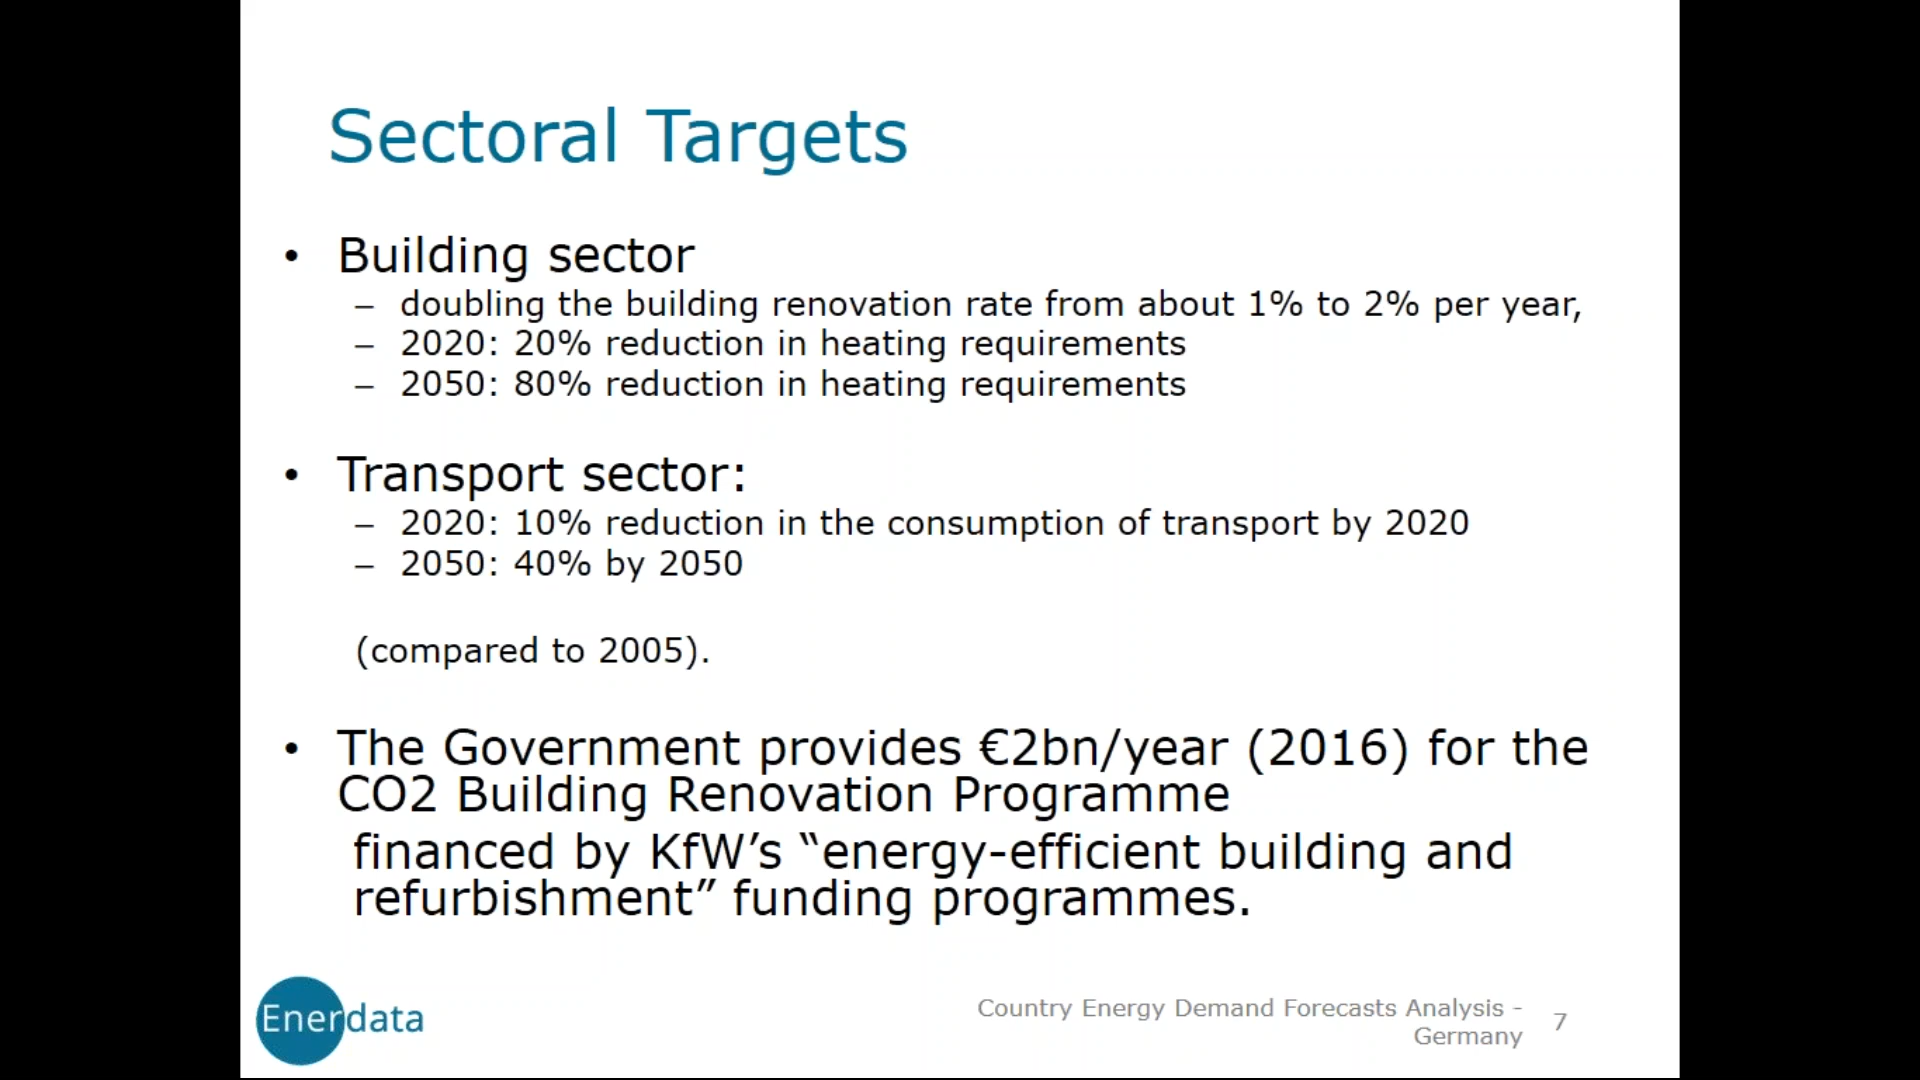 Sectoral Targets
• Building sector
– doubling the building renovation rate from about 1% to 2% per year,
– 2020: 20% reduction in heating requirements
– 2050: 80% reduction in heating requirements
• Transport sector:
– 2020: 10% reduction in the consumption of transport by 2020
– 2050: 40% by 2050
(compared to 2005).
• The Government provides €2bn/year (2016) for the
CO2 Building Renovation Programme
financed by KfW’s “energy-efficient building and
refurbishment” funding programmes.
Enerdata
Country Energy Demand Forecasts Analysis -
Germany
7